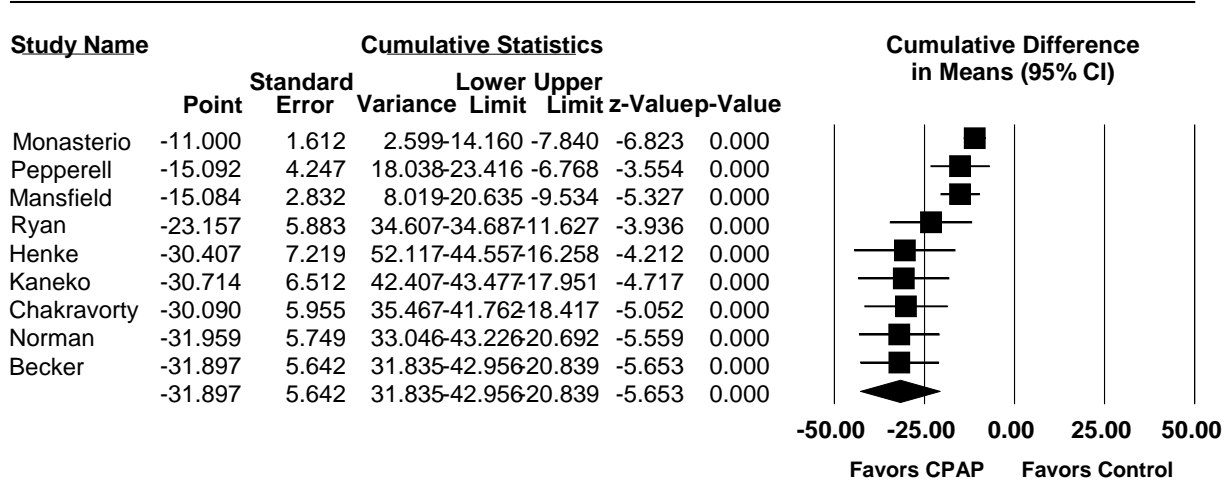 Study Name Cumulative Statistics Cumulative Difference
in Means (95% CI)
Standard Lower Upper
Point Error Variance Limit Limit z-Valuep-Value
Monasterio -11.000 1.612 2.599-14.160 -7.840 -6.823 0.000
Pepperell -15.092 4.247 18.038-23.416 -6.768 -3.554 0.000
Mansfield -15.084 2.832 8.019-20.635 -9.534 -5.327 0.000
Ryan -23.157 5.883 34.607-34.687-11.627 -3.936 0.000
Henke -30.407 7.219 52.117-44.557-16.258 -4.212 0.000
Kaneko -30.714 6.512 42.407-43.477-17.951 -4.717 0.000
Chakravorty -30.090 5.955 35.467-41.762-18.417 -5.052 0.000
Norman -31.959 5.749 33.046-43.226-20.692 -5.559 0.000
Becker -31.897 5.642 31.835-42.956-20.839 -5.653 0.000
-31.897 5.642 31.835-42.956-20.839 -5.653 0.000
-50.00 -25.00 0.00 25.00 50.00
Favors CPAP Favors Control